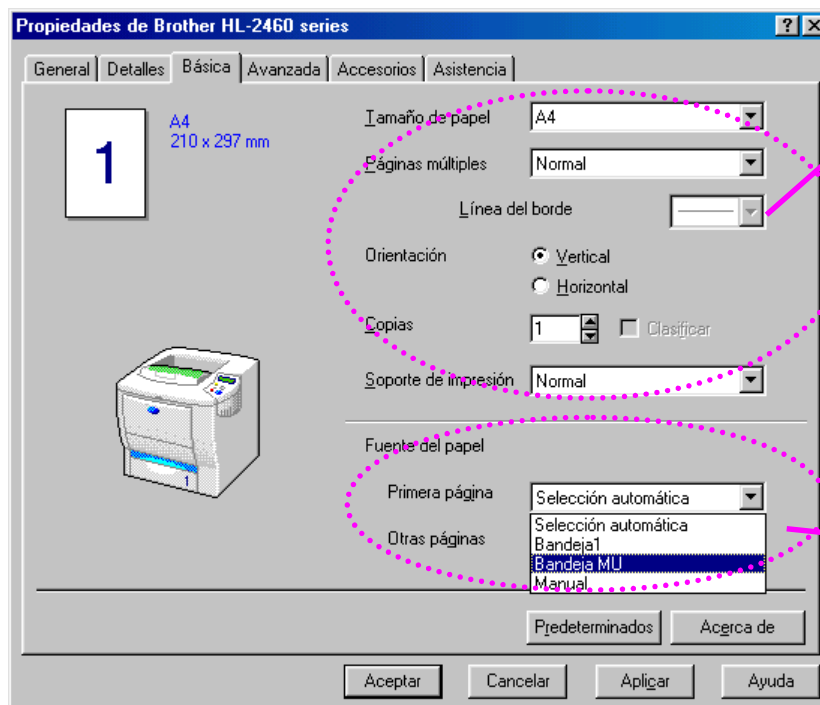 Propiedades de Brother HL-2460 series
General Detalles Básica Avanzada Accesorios Asistencia
1
A4
210 x 297 mm
Tamaño de papel A4
Páginas múltiples Normal
Línea del borde
Orientación Vertical
Horizontal
Copias 1 Clasificar
Soporte de impresión Normal
Fuente del papel
Primera página Selección automática
Otras páginas
Selección automática
Bandeja1
Bandeja MU
Manual
1
Predeterminados Acerca de
Aceptar Cancelar Aplicar Ayuda